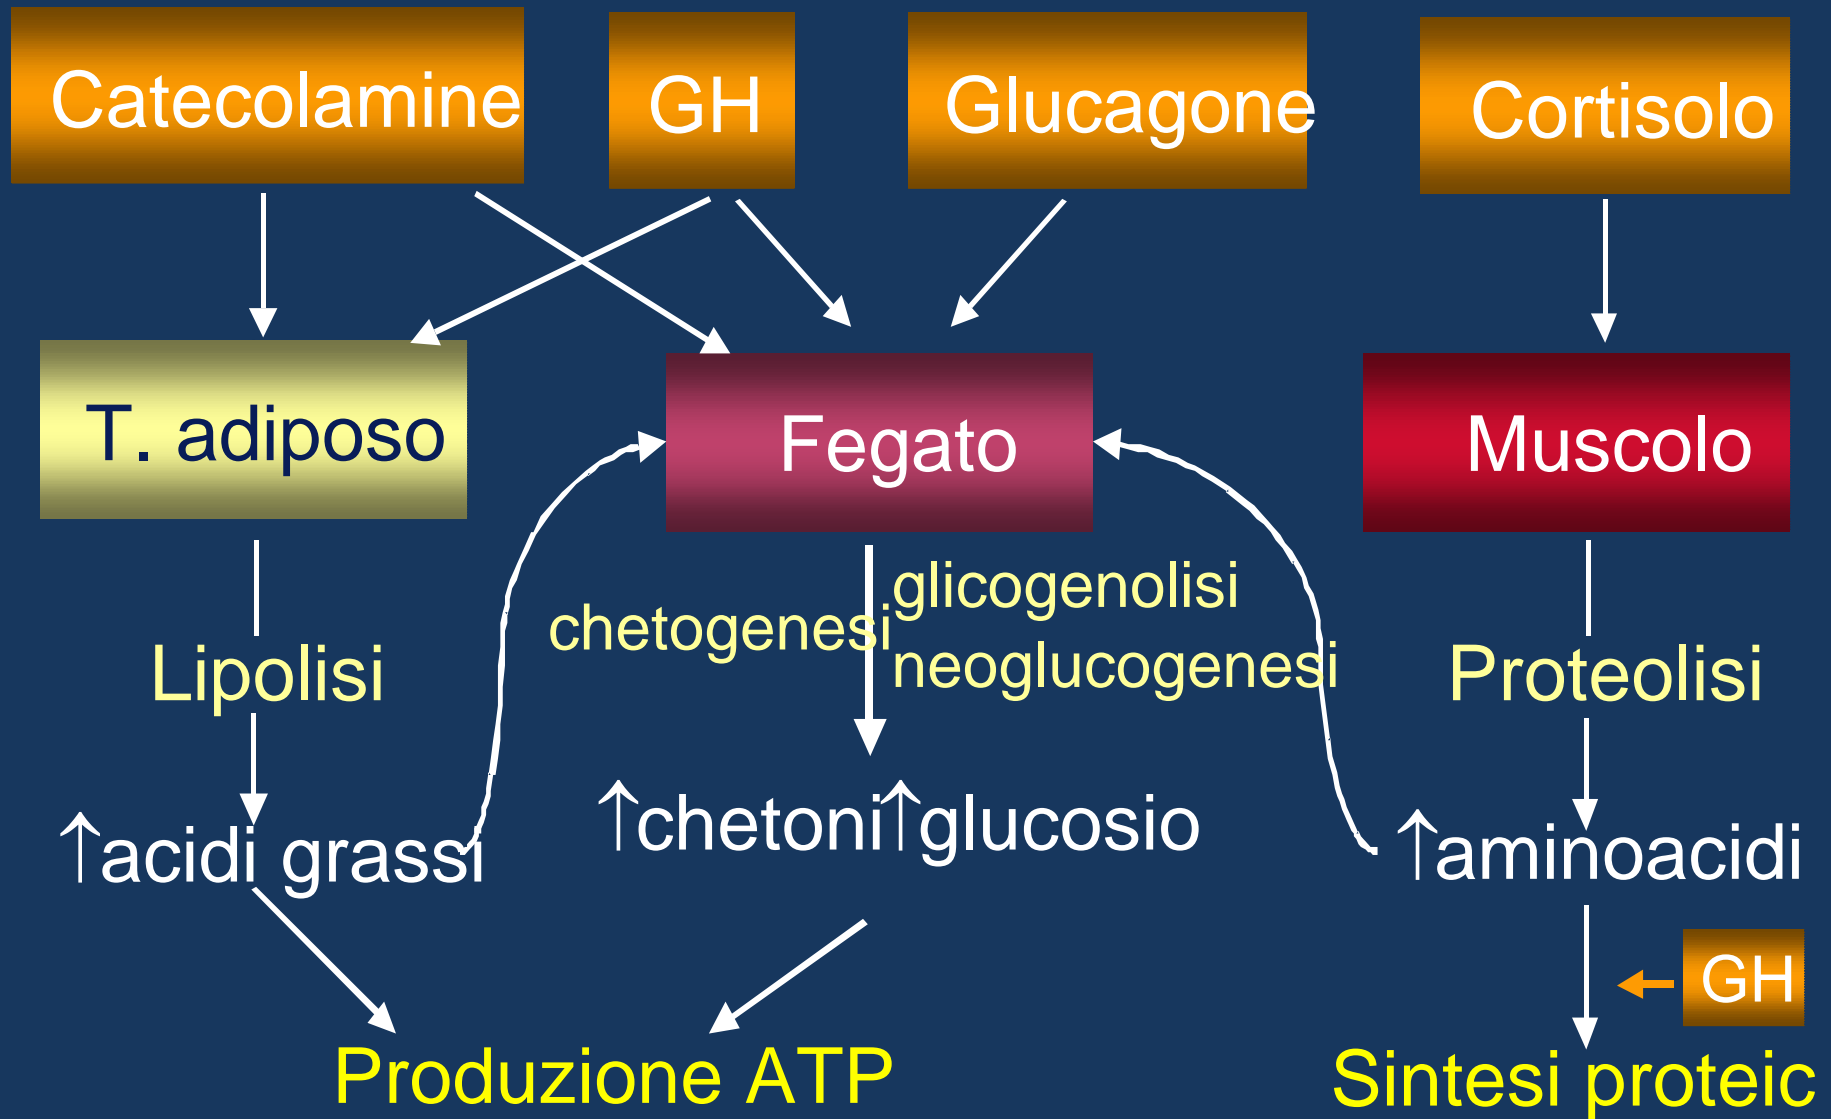 Catecolamine
GH
Glucagone
Cortisolo
T. adiposo
Fegato
Muscolo
chetogenesi
glicogenolisi
neoglucogenesi
Lipolisi
Proteolisi
↑acidi grassi
↑chetoni↑glucosio
↑aminoacidi
GH
Produzione ATP
Sintesi proteic